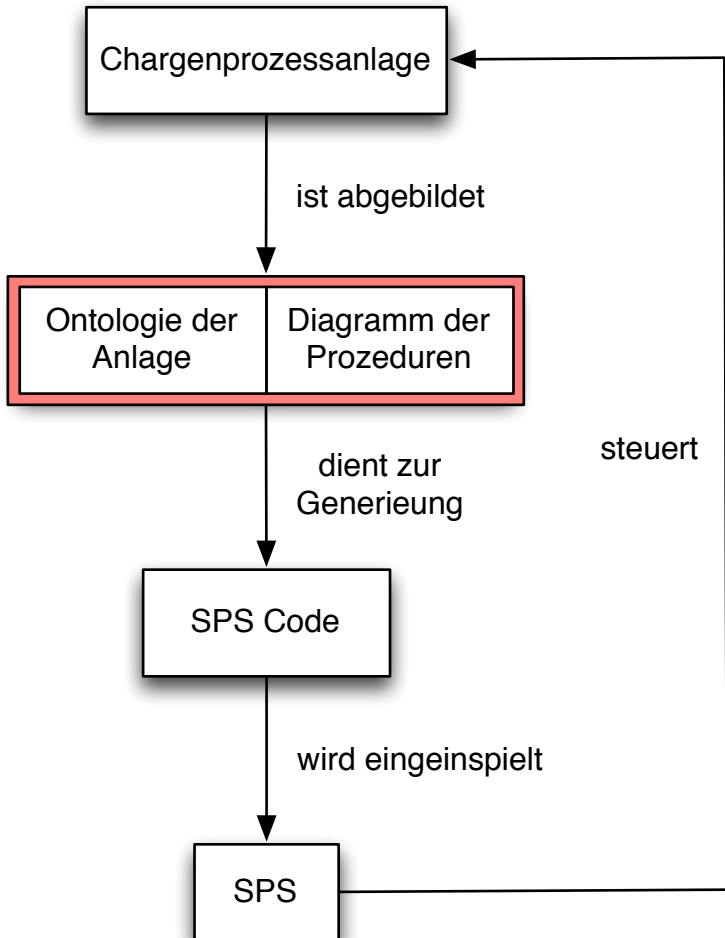 Chargenprozessanlage
ist abgebildet
Ontologie der
Anlage
Diagramm der
Prozeduren
steuert
dient zur
Generieung
SPS Code
wird eingeinspielt
SPS